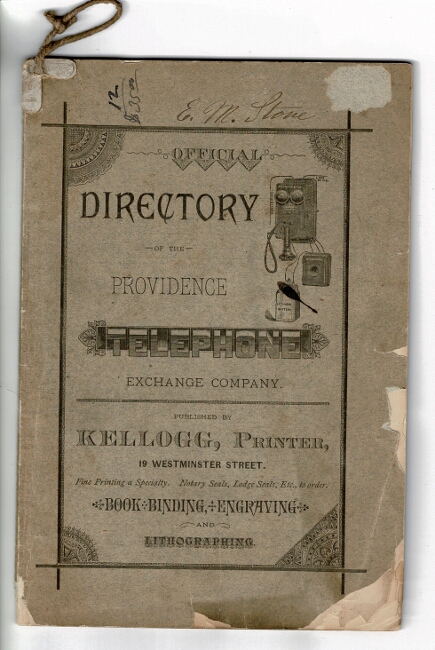 12
E. M. Stone
OFFICIAL
DIRECTORY
— OF THE —
PROVIDENCE
TELEPHONE
EXCHANGE COMPANY.
PUBLISHED BY
KELLOGG, PRINTER,
19 WESTMINSTER STREET.
Fine Printing a Specialty. Notary Seals, Lodge Seals, Etc., to order.
BOOK BINDING, ENGRAVING
AND
LITHOGRAPHING.